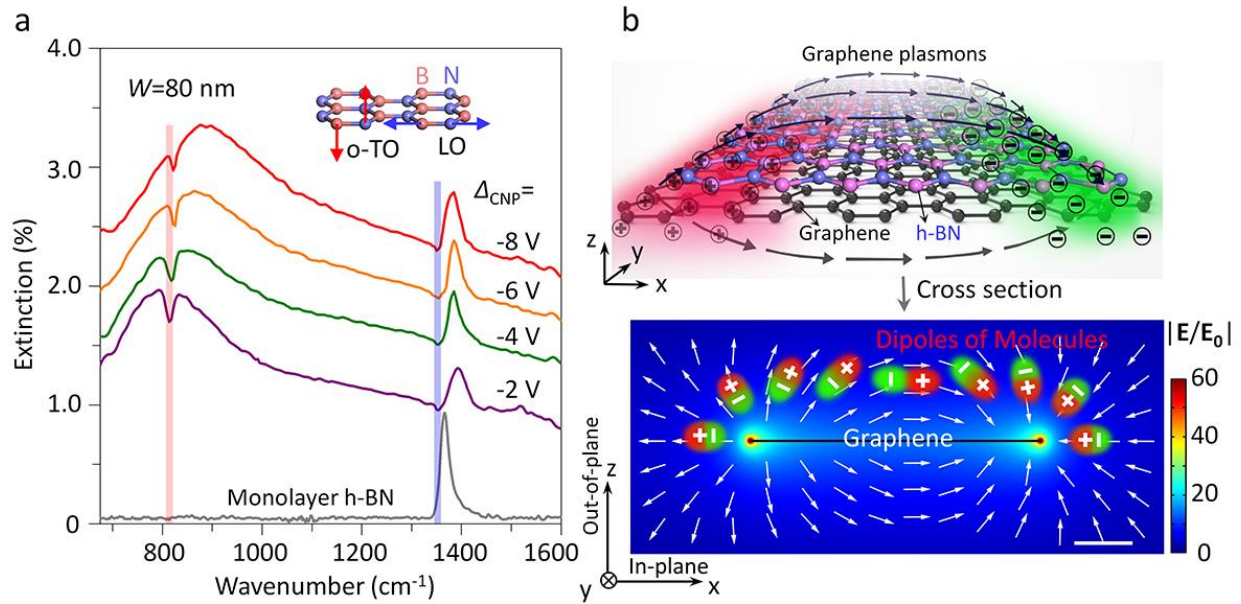 a
4.0
3.0
2.0
1.0
0
Extinction (%)
W=80 nm
B N
o-TO LO
ΔCNP=
-8 V
-6 V
-4 V
-2 V
Monolayer h-BN
800 1000 1200 1400 1600
Wavenumber (cm-1)
b
Graphene plasmons
Graphene h-BN
z
y
x
Cross section
Dipoles of Molecules
Graphene
|E/E0|
60
40
20
0
z
Out-of-plane
In-plane
y x